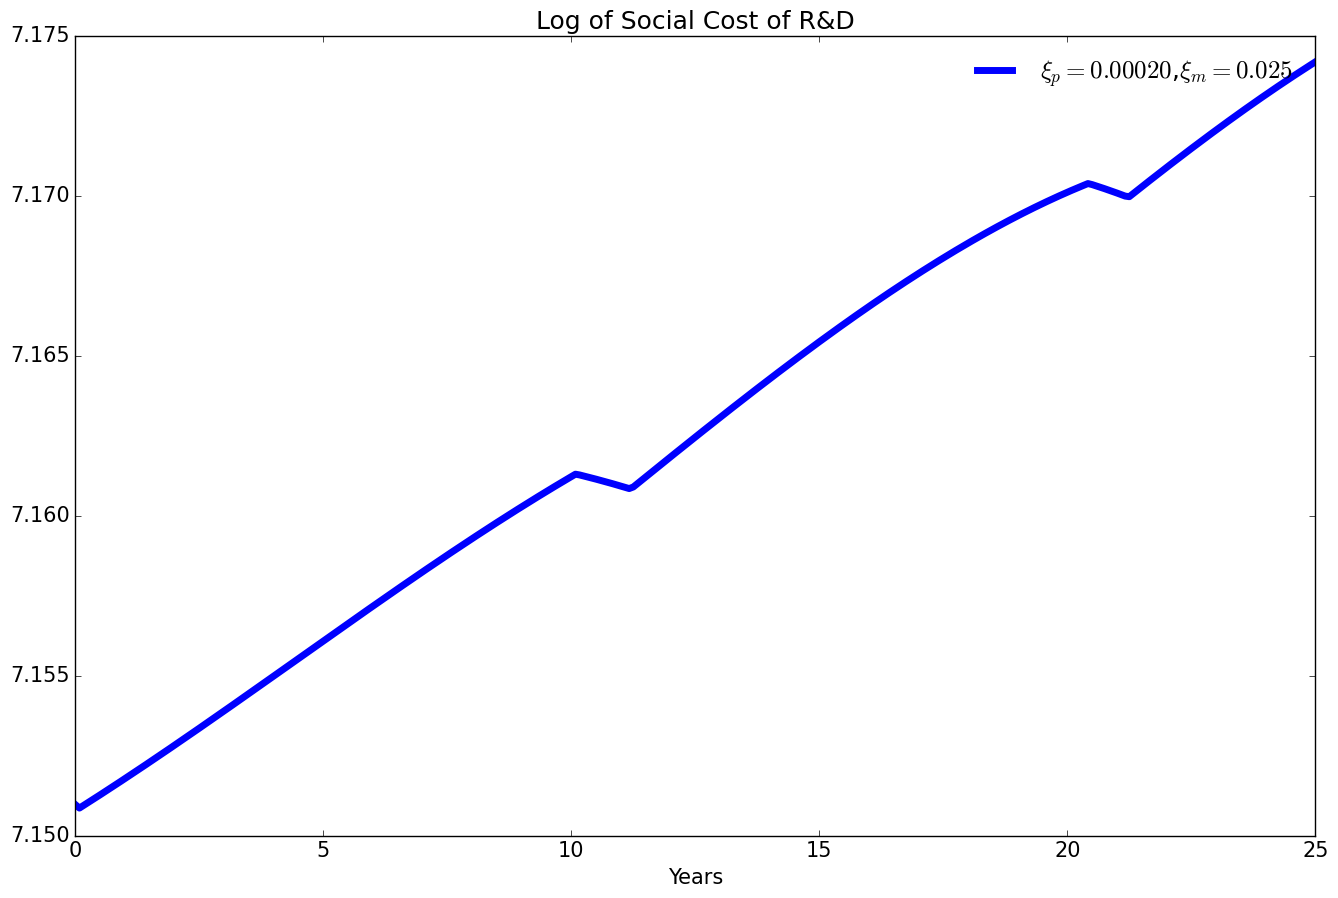 Log of Social Cost of R&D
7.175
7.170
7.165
7.160
7.155
7.150
ξp = 0.00020,ξm = 0.025
0 5 10 15 20 25
Years